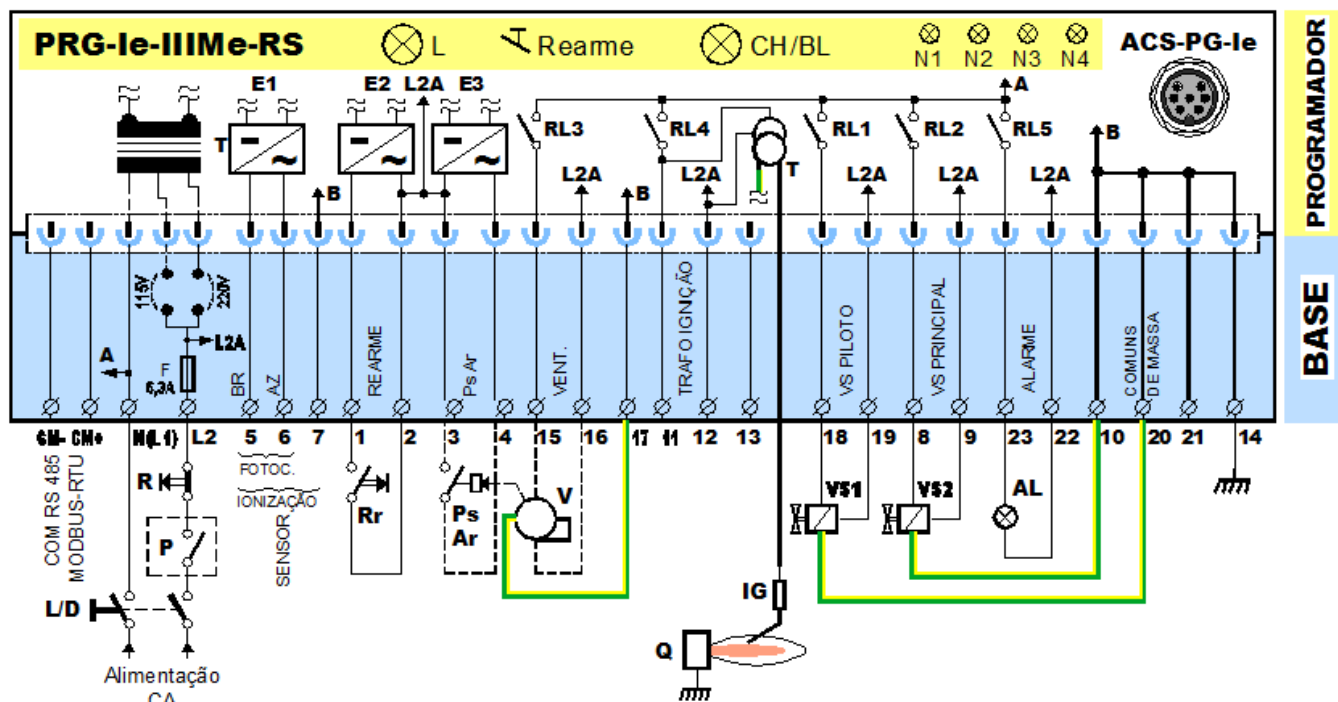 PRG-Ie-IIIMe-RS L Rearme CH/BL N1 N2 N3 N4 ACS-PG-Ie
PROGRAMADOR
E1 E2 L2A E3 A
T RL3 RL4 RL1 RL2 RL5 B
T
B L2A B L2A L2A L2A L2A
115V 220V
L2A
A F
6,3A
BR AZ REARME Ps Ar VENT. TRAFO IGNIÇÃO VS PILOTO VS PRINCIPAL ALARME COMUNS DE MASSA
BASE
CM- CM+ N(L1) L2 5 6 7 1 2 3 4 15 16 17 11 12 13 18 19 8 9 23 22 10 20 21 14
COM RS 485
MODBUS-RTU
FOTOC.
IONIZAÇÃO
SENSOR
R
P
L/D
Rr
Ps
Ar
V
VS1 VS2 AL
IG
Q
Alimentação
CA